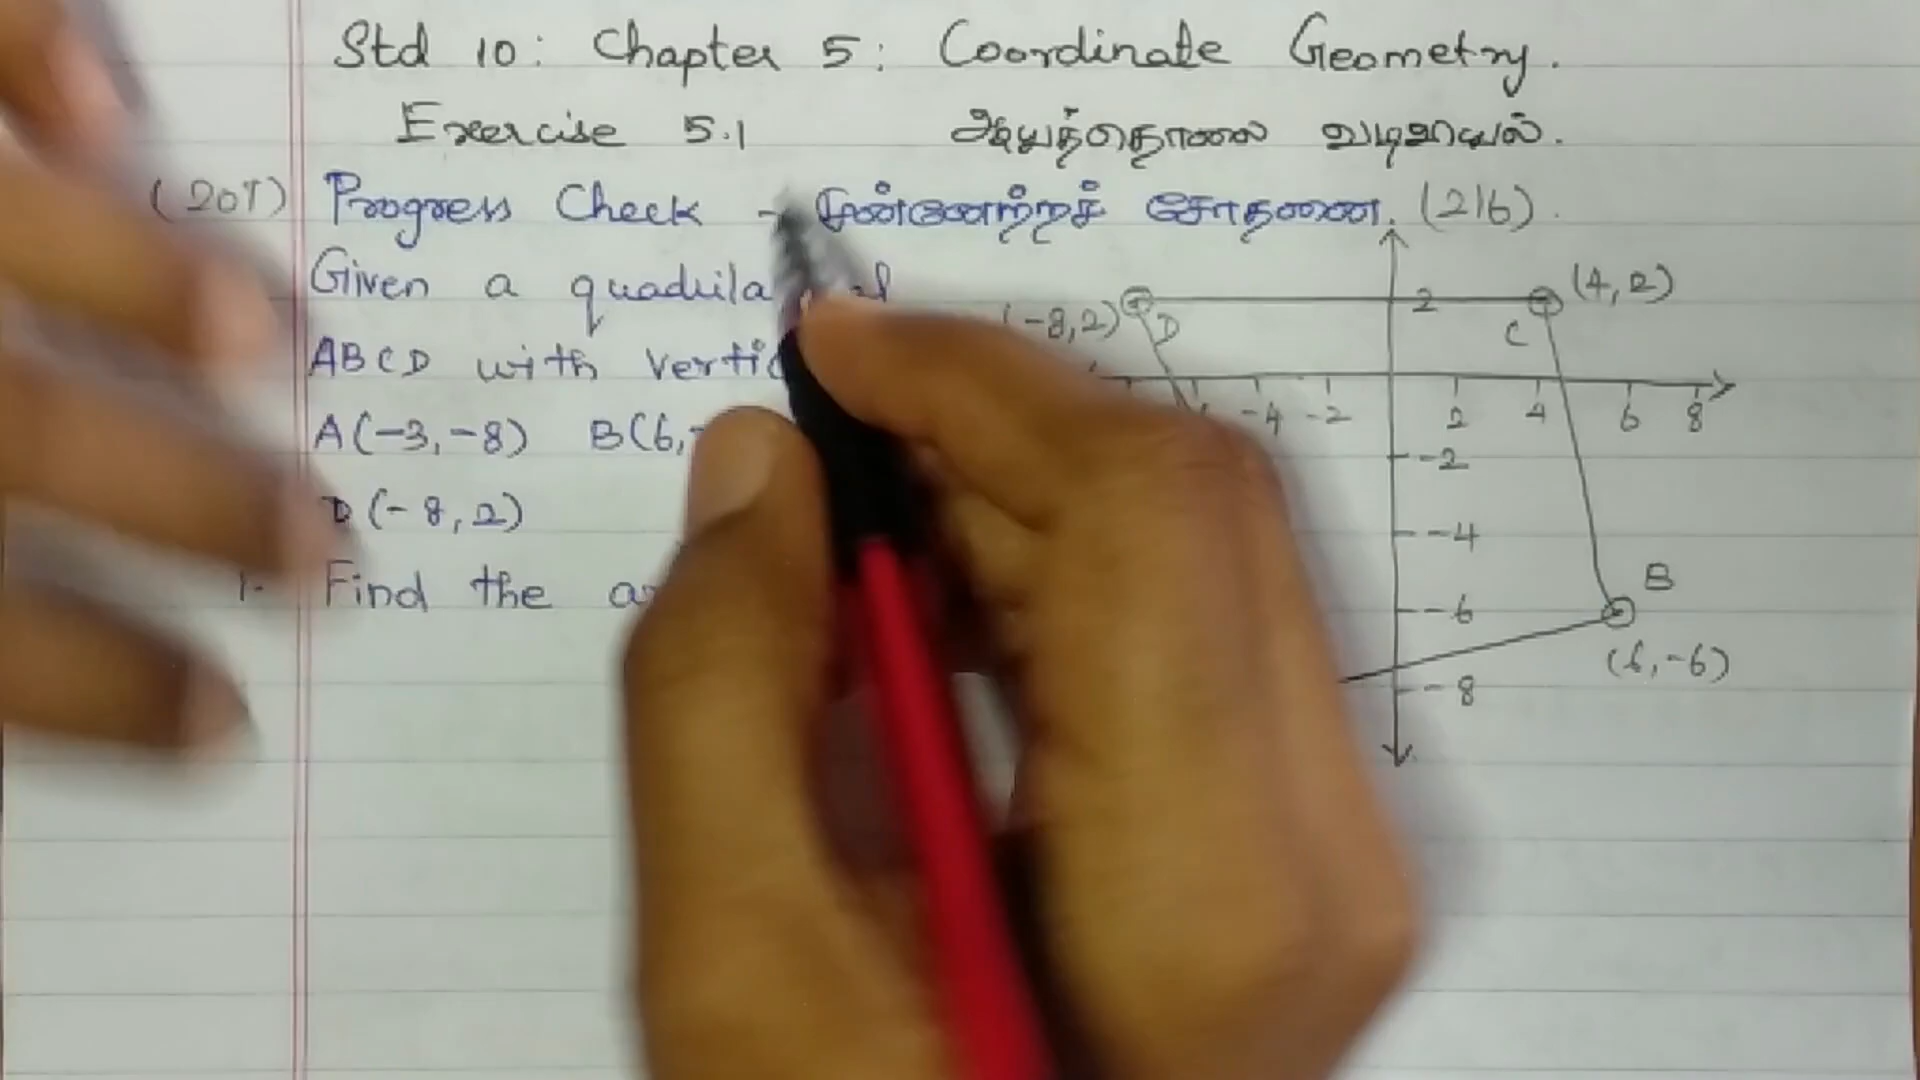 Std 10: Chapter 5: Coordinate Geometry.
Exercise 5.1 ஆயத்தொலை வடிவியல்.
(207) Progress Check - முன்னேற்றச் சோதனை. (216).
Given a
ABCD with
A(-3,-8) B(6,
D(-8,2)
1. Find the
(-8,2) D 2 C (4,2)
-4 -2 2 4 6 8
-2
-4
-6 B
(6,-6)
-8